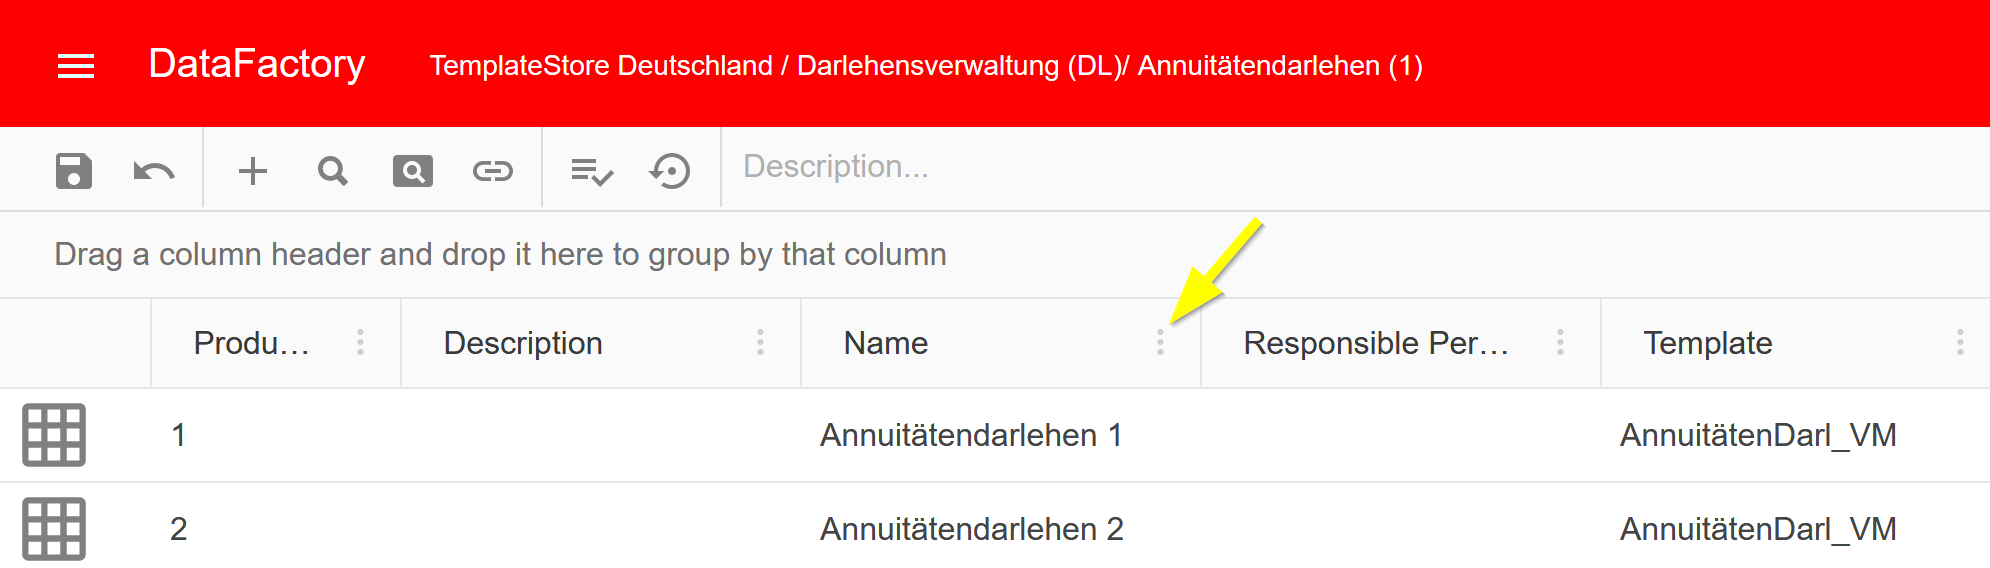 DataFactory TemplateStore Deutschland / Darlehensverwaltung (DL)/ Annuitätendarlehen (1)
Description...
Drag a column header and drop it here to group by that column
Produ... Description Name Responsible Per... Template
1 Annuitätendarlehen 1 AnnuitätenDarl_VM
2 Annuitätendarlehen 2 AnnuitätenDarl_VM